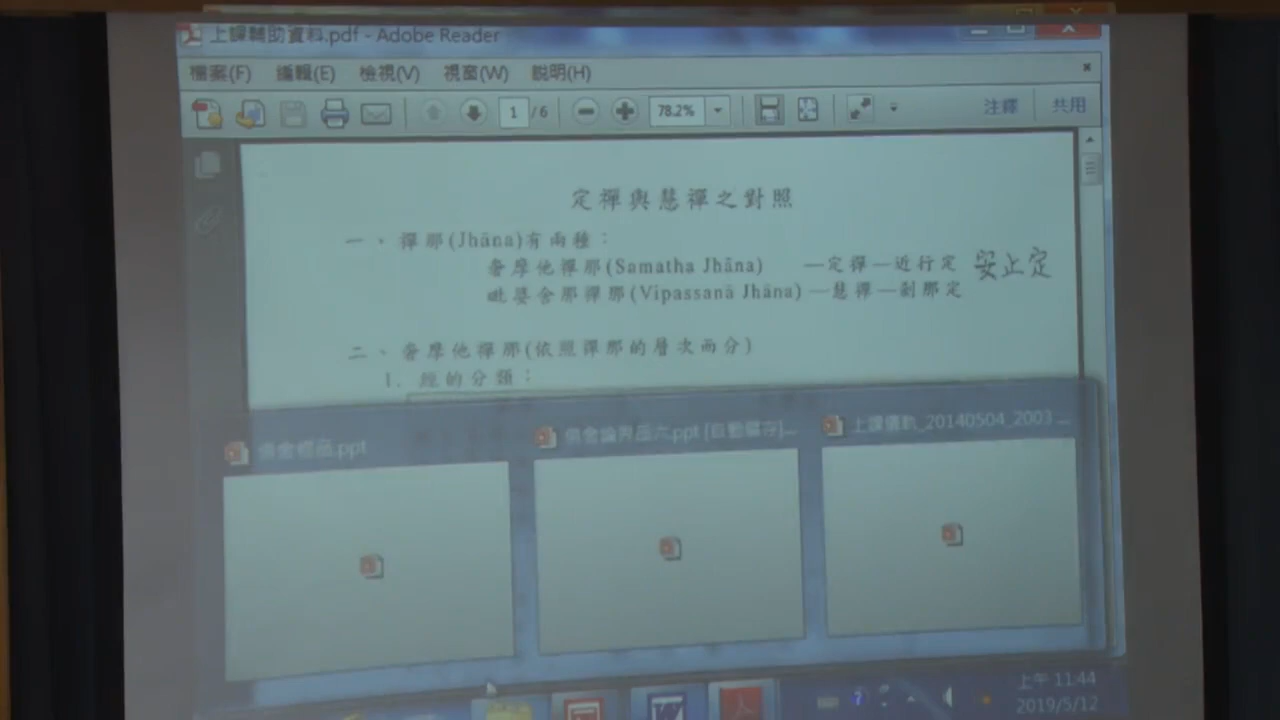 上課輔助資料.pdf - Adobe Reader
檔案(F) 編輯(E) 檢視(V) 視窗(W) 說明(H)
1 / 6 78.2% 注釋 共用
定禪與慧禪之對照
一、禪那(Jhāna)有兩種：
奢摩他禪那(Samatha Jhāna) —定禪—近行定 安止定
毗婆舍那禪那(Vipassanā Jhāna) —慧禪—剎那定
二、奢摩他禪那(依照禪那的層次而分)
1. 經的分類：
.ppt
.ppt [自動儲存]...
上課儀軌_20140504_2003 ...
上午 11:44
2019/5/12